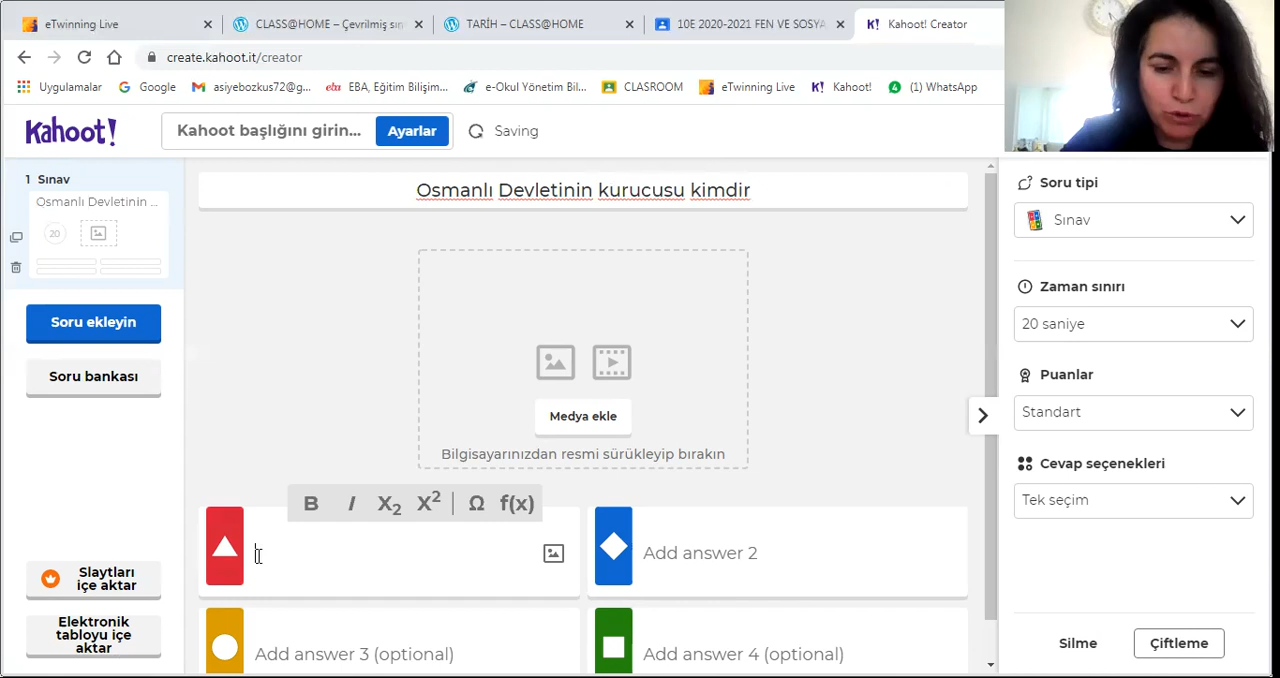 eTwinning Live
CLASS@HOME – Çevrilmiş sın
TARİH – CLASS@HOME
10E 2020-2021 FEN VE SOSYA
K! Kahoot! Creator
create.kahoot.it/creator
Uygulamalar
Google
asiyebozkus72@g...
eba EBA, Eğitim Bilişim...
e-Okul Yönetim Bil...
CLASROOM
eTwinning Live
K! Kahoot!
(1) WhatsApp
Kahoot!
Kahoot başlığını girin...
Ayarlar
Saving
1 Sınav
Osmanlı Devletinin ...
20
Soru ekleyin
Soru bankası
Slaytları
içe aktar
Elektronik
tabloyu içe
aktar
Osmanlı Devletinin kurucusu kimdir
Medya ekle
Bilgisayarınızdan resmi sürükleyip bırakın
B I X2 X2 Ω f(x)
Add answer 2
Add answer 3 (optional)
Add answer 4 (optional)
Soru tipi
Sınav
Zaman sınırı
20 saniye
Puanlar
Standart
Cevap seçenekleri
Tek seçim
Silme
Çiftleme